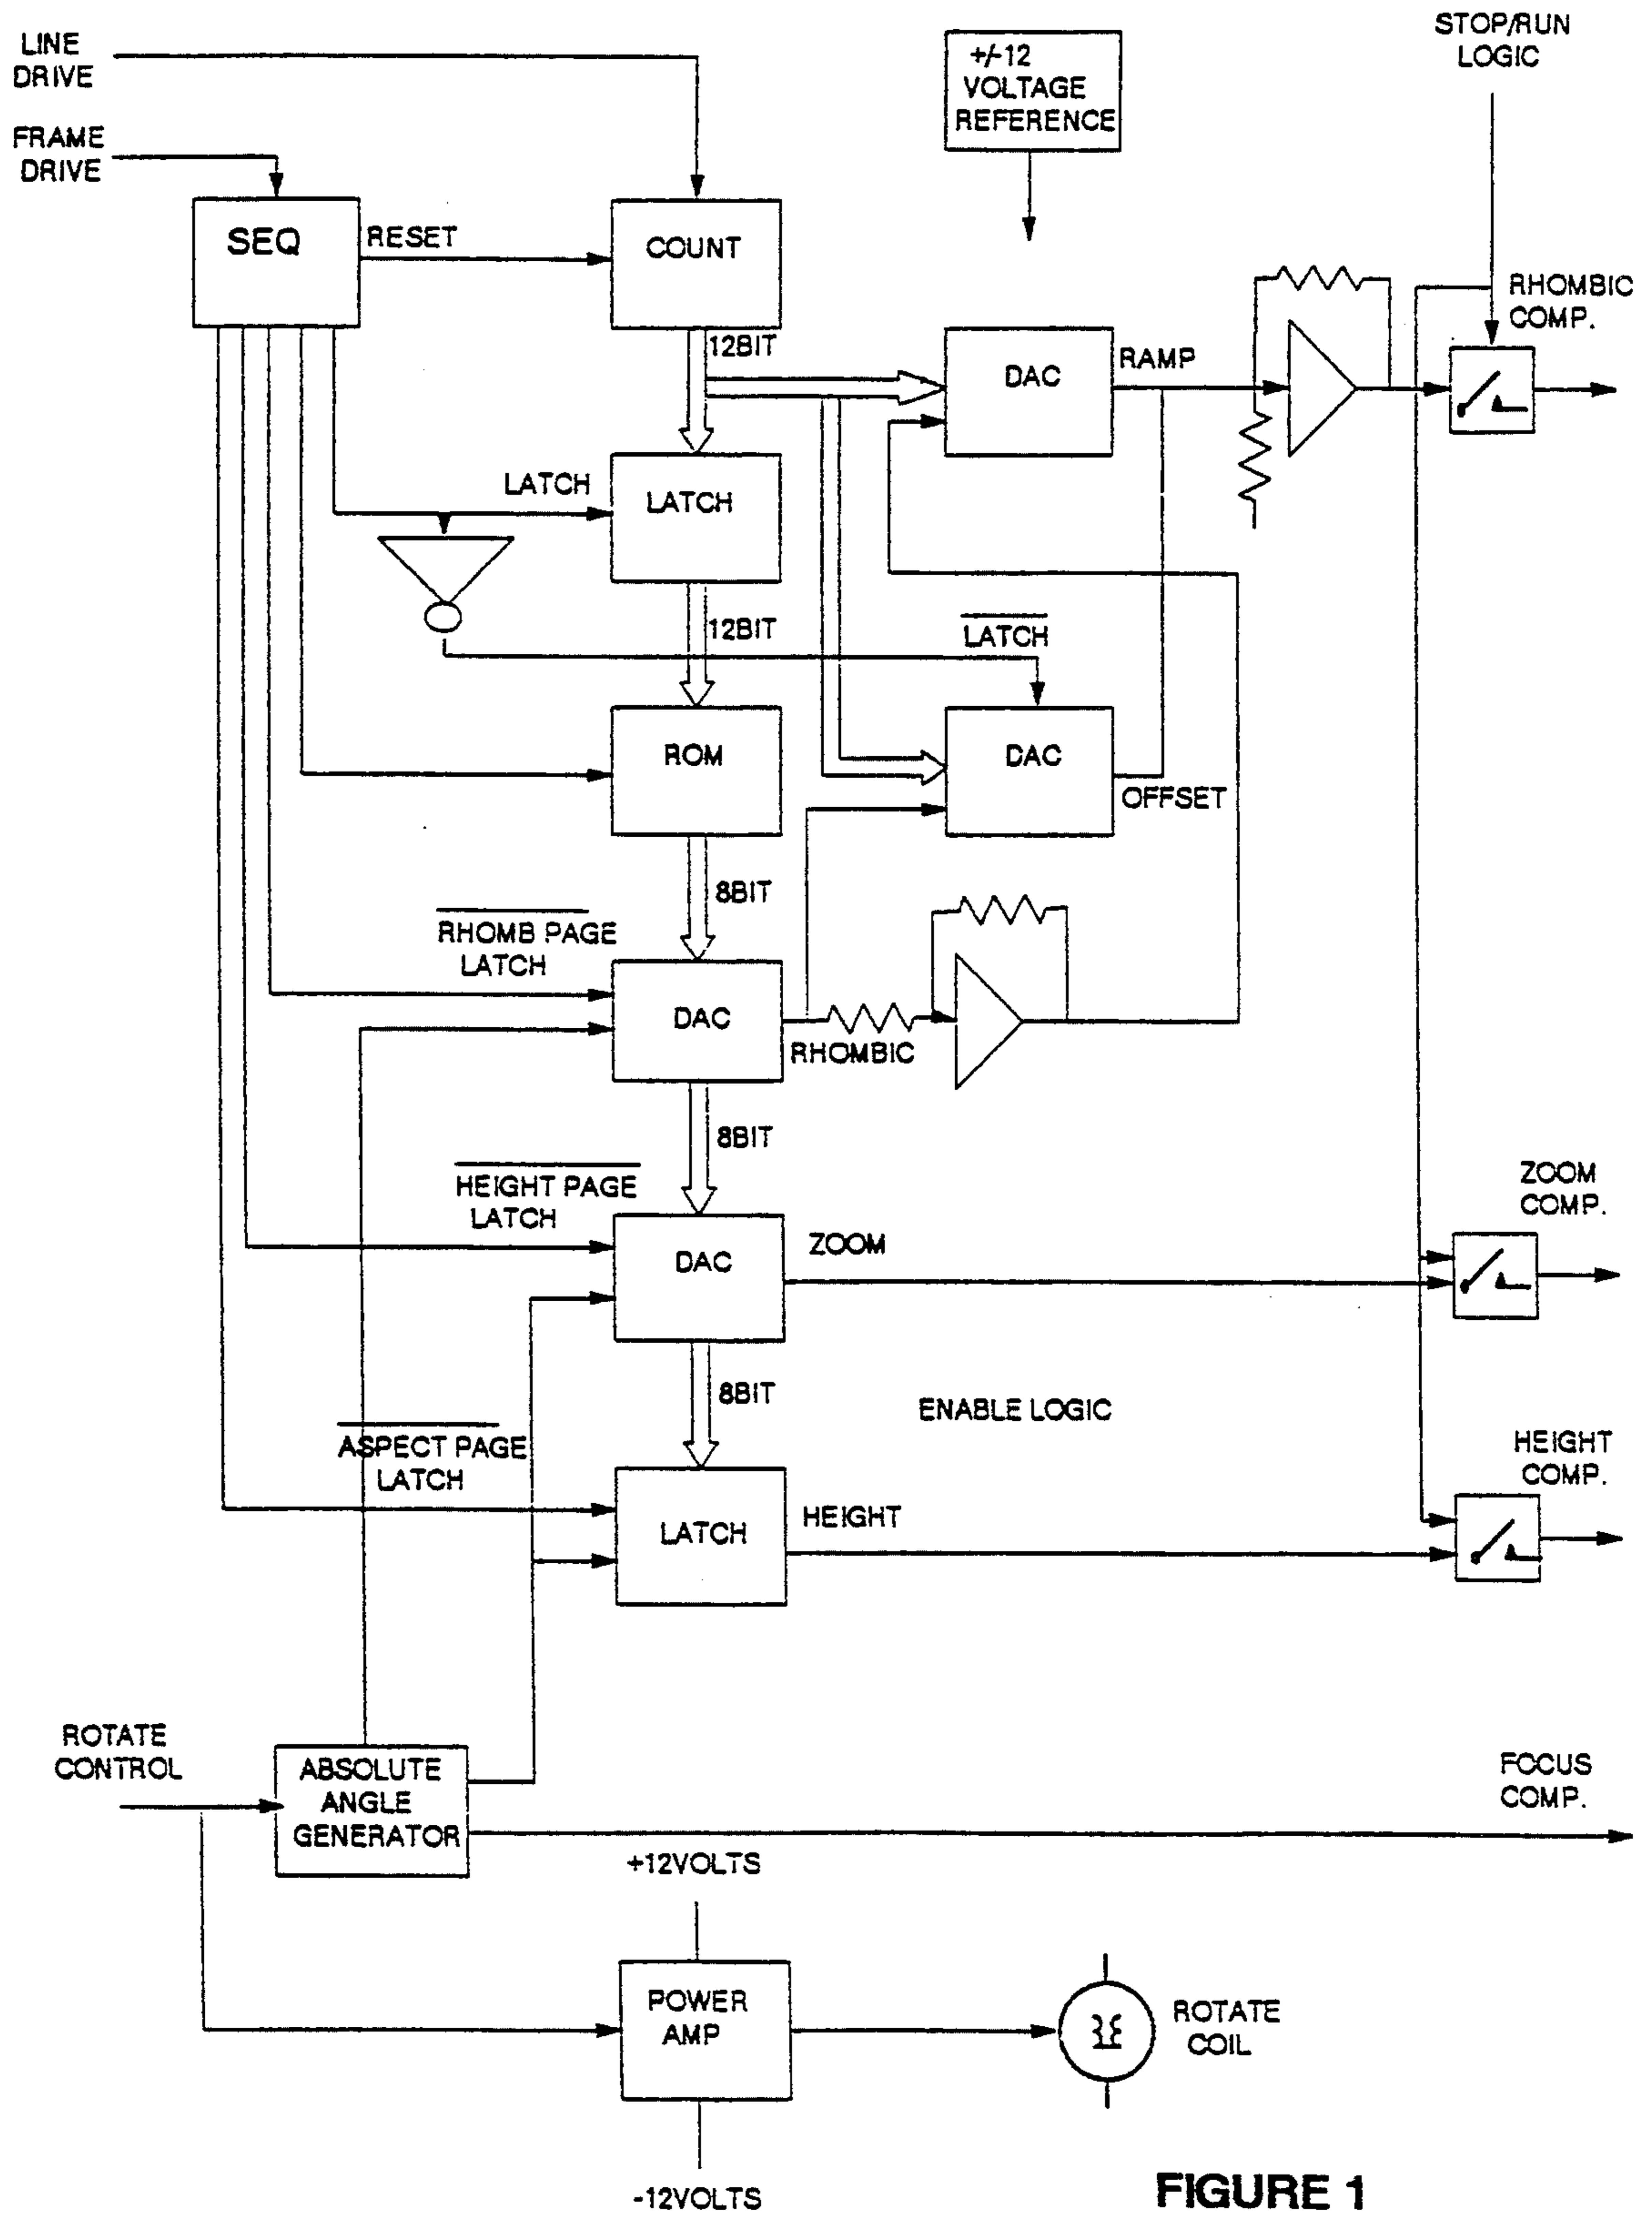 LINE
DRIVE
+/-12
VOLTAGE
REFERENCE
STOP/RUN
LOGIC
FRAME
DRIVE
SEQ
RESET
COUNT
RHOMBIC
COMP.
12BIT
DAC
RAMP
LATCH
LATCH
12BIT
LATCH
ROM
DAC
OFFSET
8BIT
RHOMB PAGE
LATCH
DAC
RHOMBIC
8BIT
HEIGHT PAGE
LATCH
DAC
ZOOM
ZOOM
COMP.
8BIT
ENABLE LOGIC
ASPECT PAGE
LATCH
LATCH
HEIGHT
HEIGHT
COMP.
ROTATE
CONTROL
ABSOLUTE
ANGLE
GENERATOR
FOCUS
COMP.
+12VOLTS
POWER
AMP
ROTATE
COIL
-12VOLTS
FIGURE 1